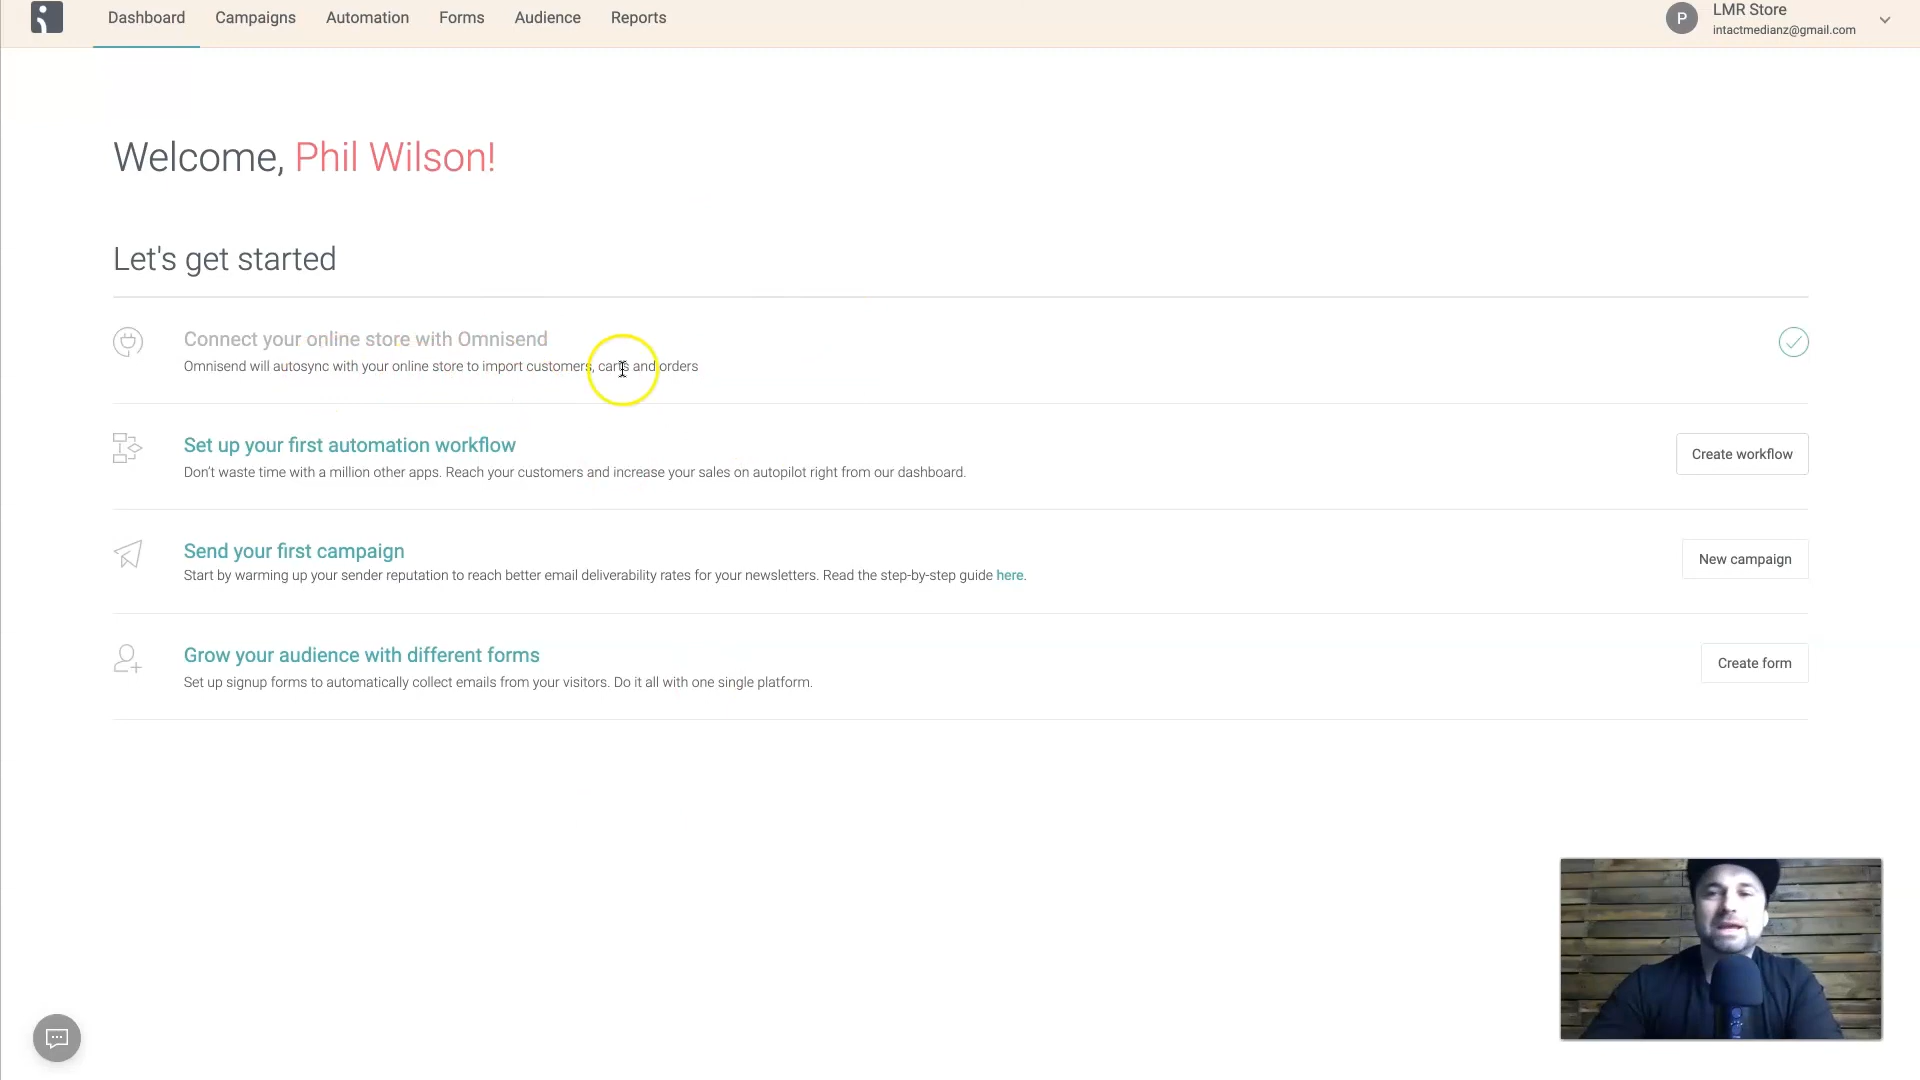 Dashboard Campaigns Automation Forms Audience Reports
P LMR Store
intactmedianz@gmail.com
Welcome, Phil Wilson!
Let's get started
Connect your online store with Omnisend
Omnisend will autosync with your online store to import customers, carts and orders
Set up your first automation workflow
Create workflow
Don't waste time with a million other apps. Reach your customers and increase your sales on autopilot right from our dashboard.
Send your first campaign
New campaign
Start by warming up your sender reputation to reach better email deliverability rates for your newsletters. Read the step-by-step guide here.
Grow your audience with different forms
Create form
Set up signup forms to automatically collect emails from your visitors. Do it all with one single platform.